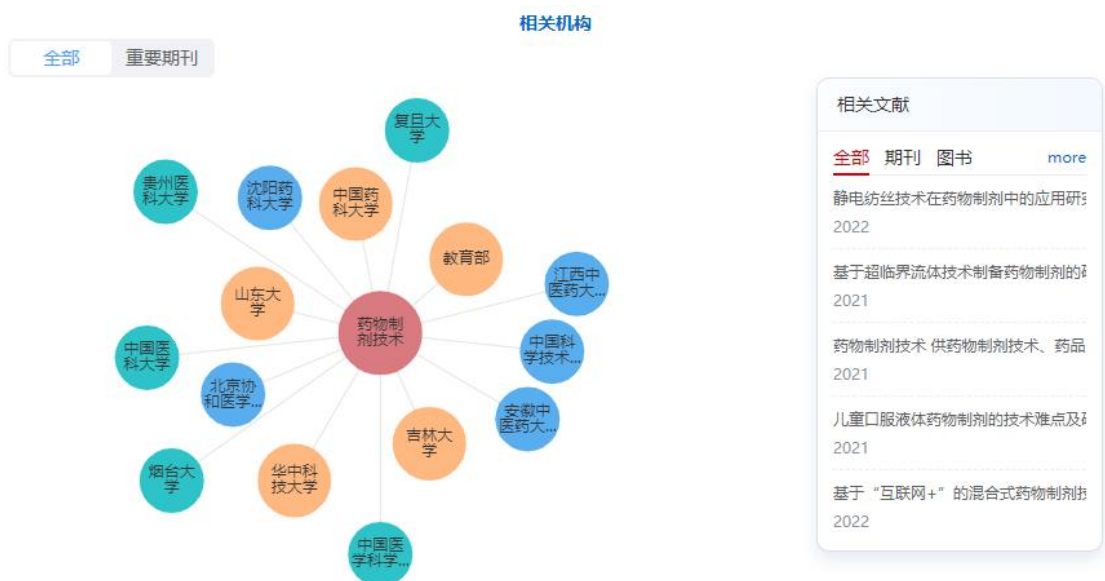 相关机构
全部
重要期刊
复旦大
学
贵州医
科大学
沈阳药
科大学
中国药
科大学
教育部
江西中
医药大...
山东大
学
药物制
剂技术
中国科
学技术...
中国医
科大学
北京协
和医学...
安徽中
医药大...
吉林大
学
烟台大
学
华中科
技大学
中国医
学科学...
相关文献
全部 期刊 图书 more
静电纺丝技术在药物制剂中的应用研
2022
基于超临界流体技术制备药物制剂的
2021
药物制剂技术 供药物制剂技术、药品
2021
儿童口服液体药物制剂的技术难点及
2021
基于“互联网+”的混合式药物制剂
2022